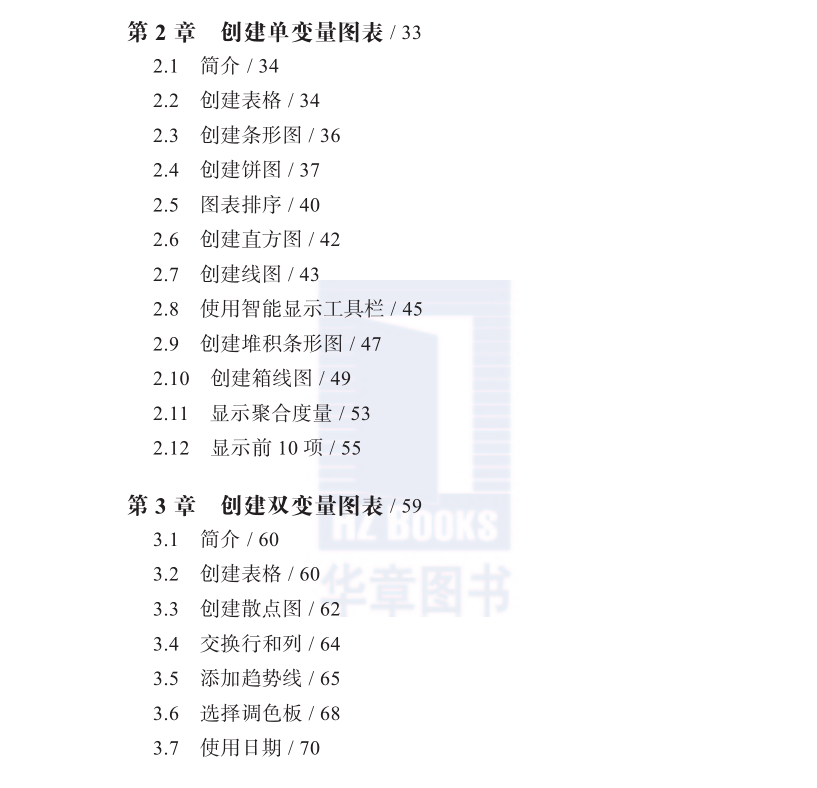 第 2 章　创建单变量图表 / 33
2.1　简介 / 34
2.2　创建表格 / 34
2.3　创建条形图 / 36
2.4　创建饼图 / 37
2.5　图表排序 / 40
2.6　创建直方图 / 42
2.7　创建线图 / 43
2.8　使用智能显示工具栏 / 45
2.9　创建堆积条形图 / 47
2.10　创建箱线图 / 49
2.11　显示聚合度量 / 53
2.12　显示前 10 项 / 55
第 3 章　创建双变量图表 / 59
HZ BOOKS
3.1　简介 / 60
3.2　创建表格 / 60
华章图书
3.3　创建散点图 / 62
3.4　交换行和列 / 64
3.5　添加趋势线 / 65
3.6　选择调色板 / 68
3.7　使用日期 / 70